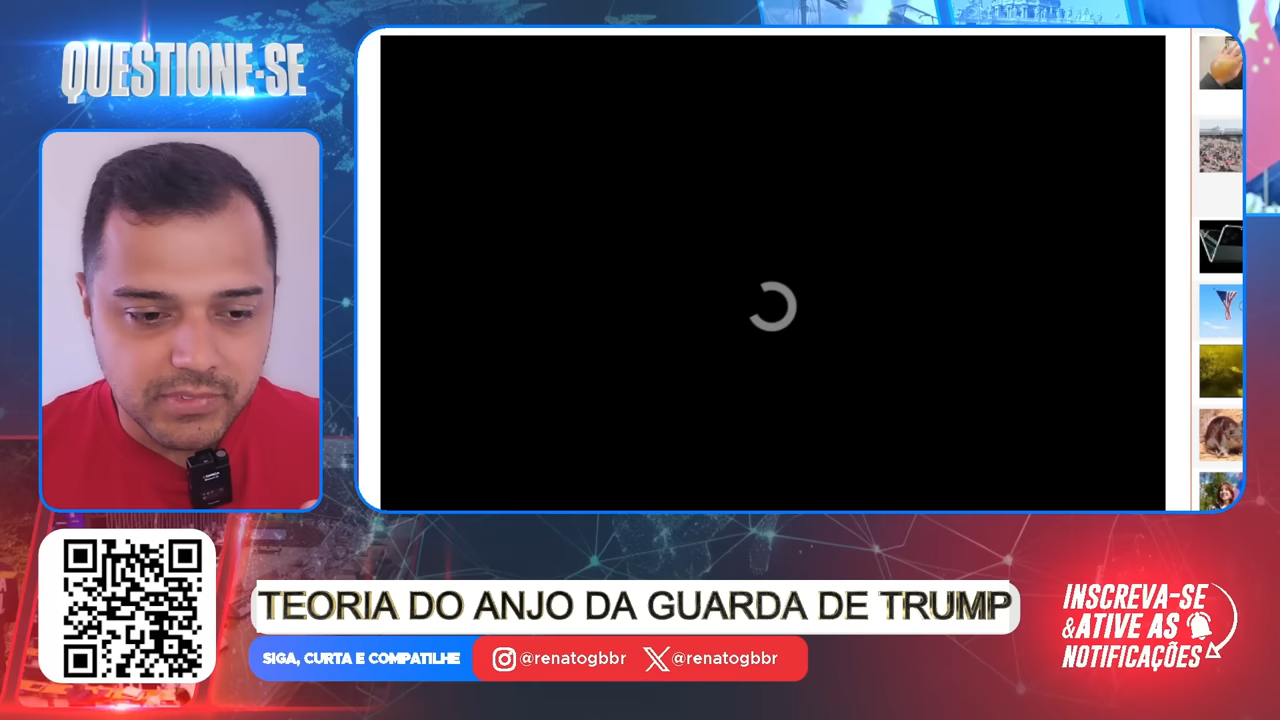 QUESTIONE-SE
TEORIA DO ANJO DA GUARDA DE TRUMP
SIGA, CURTA E COMPATILHE
@renatogbbr
@renatogbbr
INSCREVA-SE
&ATIVE AS
NOTIFICAÇÕES